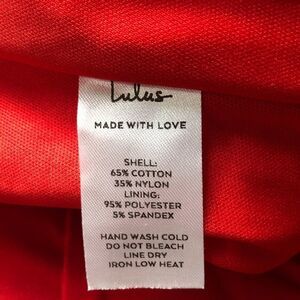 Lulus
MADE WITH LOVE
SHELL:
65% COTTON
35% NYLON
LINING:
95% POLYESTER
5% SPANDEX
HAND WASH COLD
DO NOT BLEACH
LINE DRY
IRON LOW HEAT